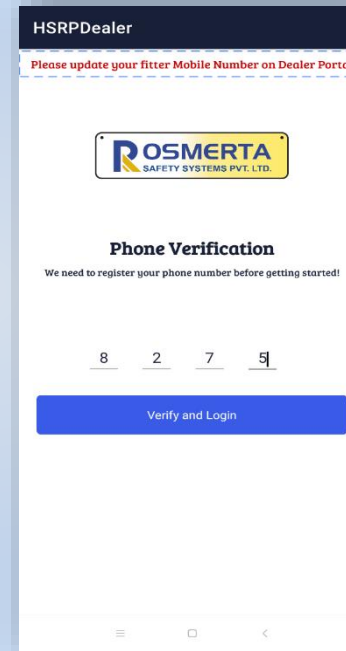 HSRPDealer
Please update your fitter Mobile Number on Dealer Porta
ROSMERTA
SAFETY SYSTEMS PVT. LTD.
Phone Verification
We need to register your phone number before getting started!
8 2 7 5
Verify and Login